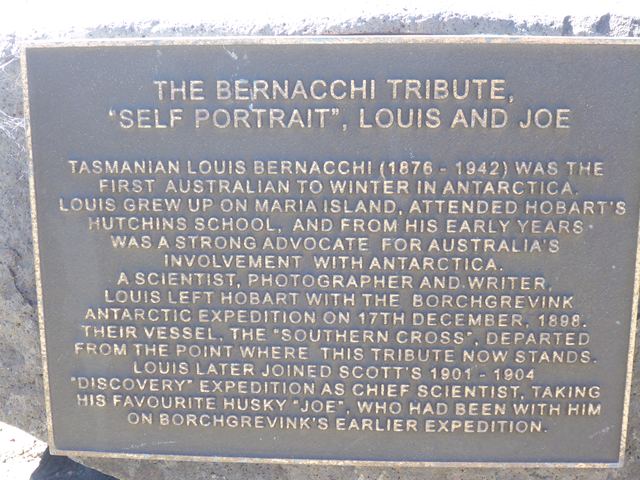 THE BERNACCHI TRIBUTE,
"SELF PORTRAIT", LOUIS AND JOE
TASMANIAN LOUIS BERNACCHI (1876 - 1942) WAS THE
FIRST AUSTRALIAN TO WINTER IN ANTARCTICA.
LOUIS GREW UP ON MARIA ISLAND, ATTENDED HOBART'S
HUTCHINS SCHOOL, AND FROM HIS EARLY YEARS
WAS A STRONG ADVOCATE FOR AUSTRALIA'S
INVOLVEMENT WITH ANTARCTICA.
A SCIENTIST, PHOTOGRAPHER AND WRITER,
LOUIS LEFT HOBART WITH THE BORCHGREVINK
ANTARCTIC EXPEDITION ON 17TH DECEMBER, 1898.
THEIR VESSEL, THE "SOUTHERN CROSS", DEPARTED
FROM THE POINT WHERE THIS TRIBUTE NOW STANDS.
LOUIS LATER JOINED SCOTT'S 1901 - 1904
"DISCOVERY" EXPEDITION AS CHIEF SCIENTIST, TAKING
HIS FAVOURITE HUSKY "JOE", WHO HAD BEEN WITH HIM
ON BORCHGREVINK'S EARLIER EXPEDITION.